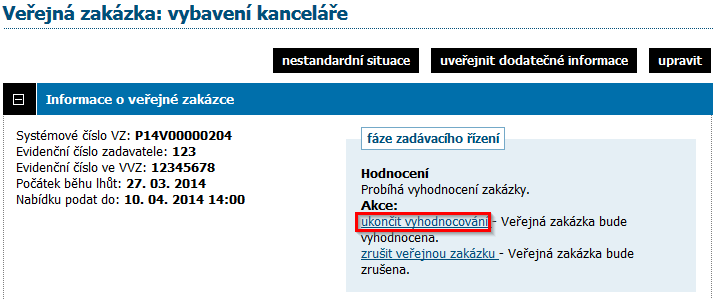 Veřejná zakázka: vybavení kanceláře
nestandardní situace uveřejnit dodatečné informace upravit
Informace o veřejné zakázce
Systémové číslo VZ: P14V00000204
Evidenční číslo zadavatele: 123
Evidenční číslo ve VVZ: 12345678
Počátek běhu lhůt: 27. 03. 2014
Nabídku podat do: 10. 04. 2014 14:00
fáze zadávacího řízení
Hodnocení
Probíhá vyhodnocení zakázky.
Akce:
ukončit vyhodnocování - Veřejná zakázka bude
vyhodnocena.
zrušit veřejnou zakázku - Veřejná zakázka bude
zrušena.